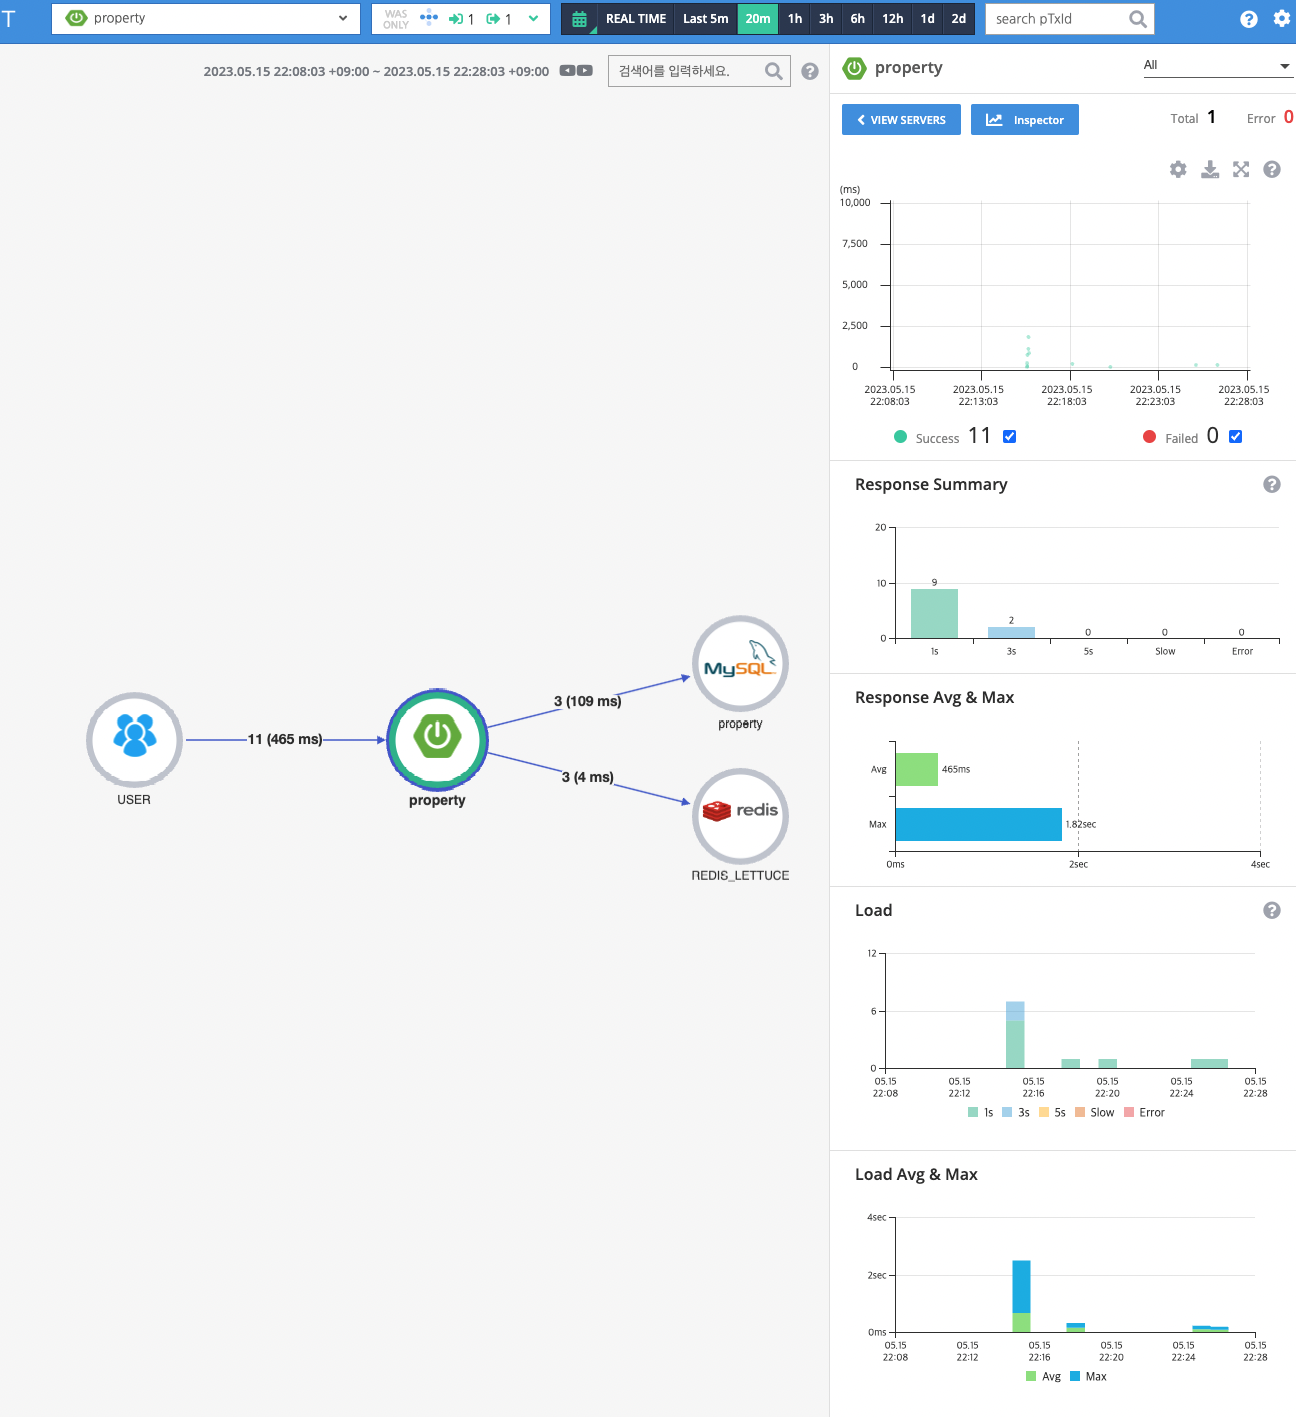 T
property
WAS ONLY
1
1
REAL TIME
Last 5m
20m
1h
3h
6h
12h
1d
2d
search pTxId
2023.05.15 22:08:03 +09:00 ~ 2023.05.15 22:28:03 +09:00
검색어를 입력하세요.
USER
11 (465 ms)
property
3 (109 ms)
3 (4 ms)
MySQL
property
redis
REDIS_LETTUCE
property
All
VIEW SERVERS
Inspector
Total 1
Error 0
(ms)
10,000
7,500
5,000
2,500
0
2023.05.15 2023.05.15 2023.05.15 2023.05.15 2023.05.15
22:08:03 22:13:03 22:18:03 22:23:03 22:28:03
Success 11
Failed 0
Response Summary
20
10
0
9
2
0
0
0
1s 3s 5s Slow Error
Response Avg & Max
Avg
465ms
Max
1.82sec
0ms 2sec 4sec
Load
12
6
0
05.15 05.15 05.15 05.15 05.15 05.15
22:08 22:12 22:16 22:20 22:24 22:28
1s 3s 5s Slow Error
Load Avg & Max
4sec
2sec
0ms
05.15 05.15 05.15 05.15 05.15 05.15
22:08 22:12 22:16 22:20 22:24 22:28
Avg Max